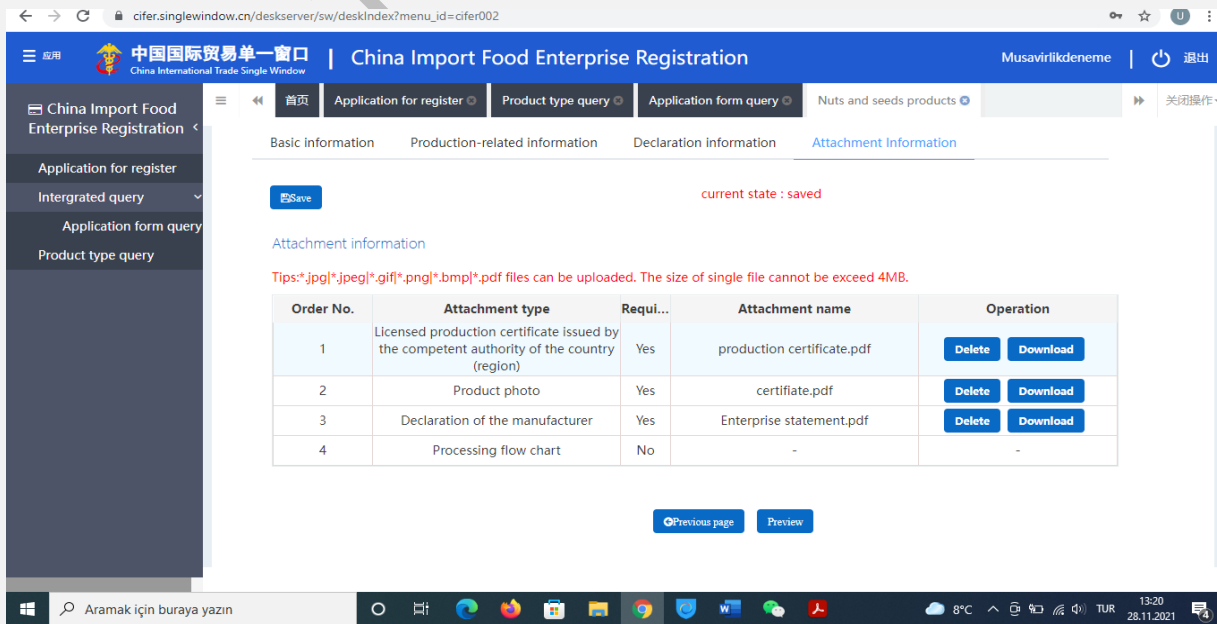 cifer.singlewindow.cn/deskserver/sw/deskIndex?menu_id=cifer002
U
应用
中国国际贸易单一窗口
China International Trade Single Window
| China Import Food Enterprise Registration
Musavirlikdeneme
退出
China Import Food
Enterprise Registration
首页
Application for register
Product type query
Application form query
Nuts and seeds products
关闭操作
Application for register
Intergrated query
Application form query
Product type query
Basic information
Production-related information
Declaration information
Attachment Information
Save
current state : saved
Attachment information
Tips:*.jpg|*.jpeg|*.gif|*.png|*.bmp|*.pdf files can be uploaded. The size of single file cannot be exceed 4MB.
Order No. Attachment type Requi... Attachment name Operation
Licensed production certificate issued by
1 the competent authority of the country Yes production certificate.pdf Delete Download
(region)
2 Product photo Yes certifiate.pdf Delete Download
3 Declaration of the manufacturer Yes Enterprise statement.pdf Delete Download
4 Processing flow chart No - -
Previous page Preview
Aramak için buraya yazın
8°C
TUR
13:20
28.11.2021
4